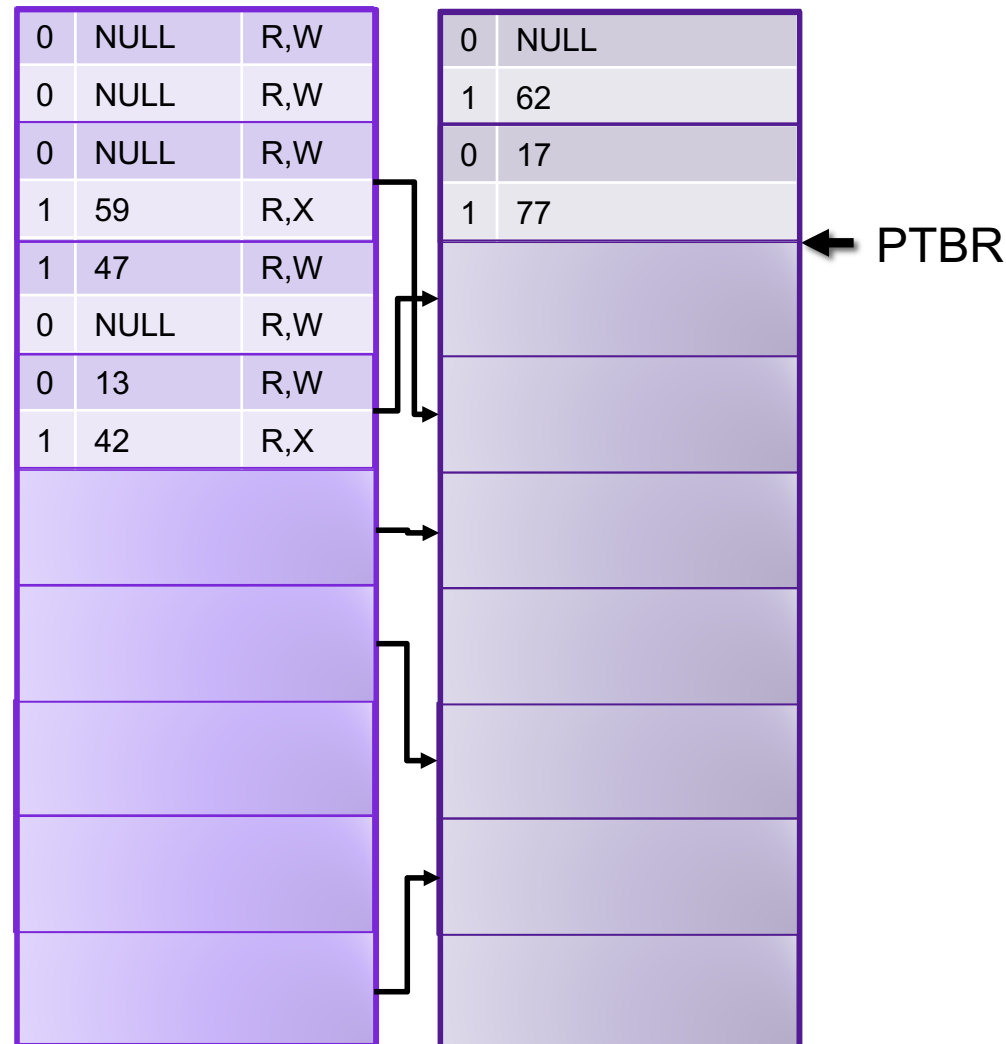 0 NULL R,W
0 NULL R,W
0 NULL R,W
1 59 R,X
1 47 R,W
0 NULL R,W
0 13 R,W
1 42 R,X
0 NULL
1 62
0 17
1 77
PTBR